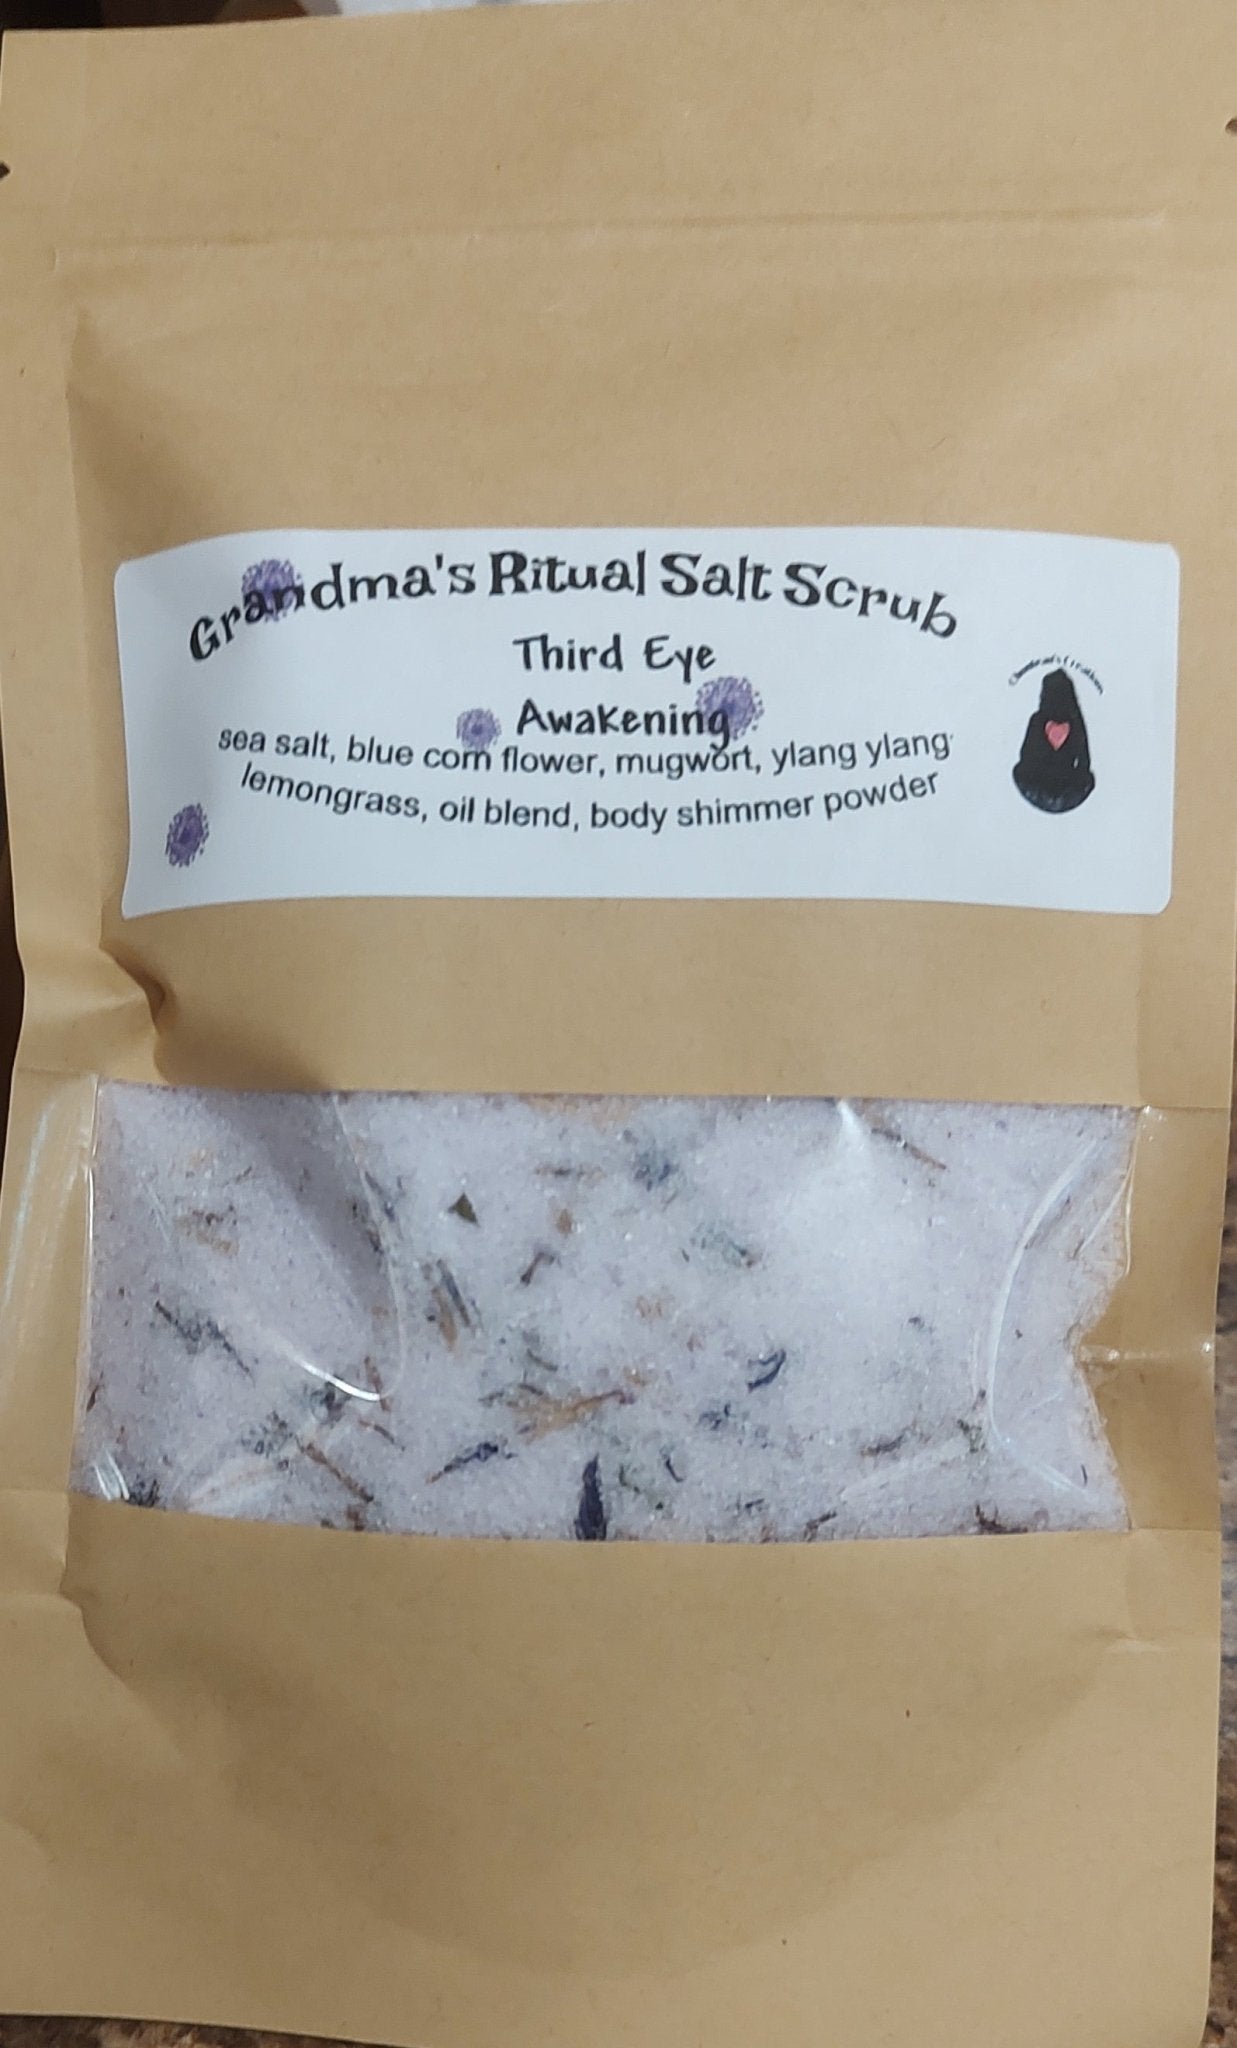 Grandma's Ritual Salt Scrub
Third Eye
Awakening
sea salt, blue corn flower, mugwort, ylang ylang
lemongrass, oil blend, body shimmer powder